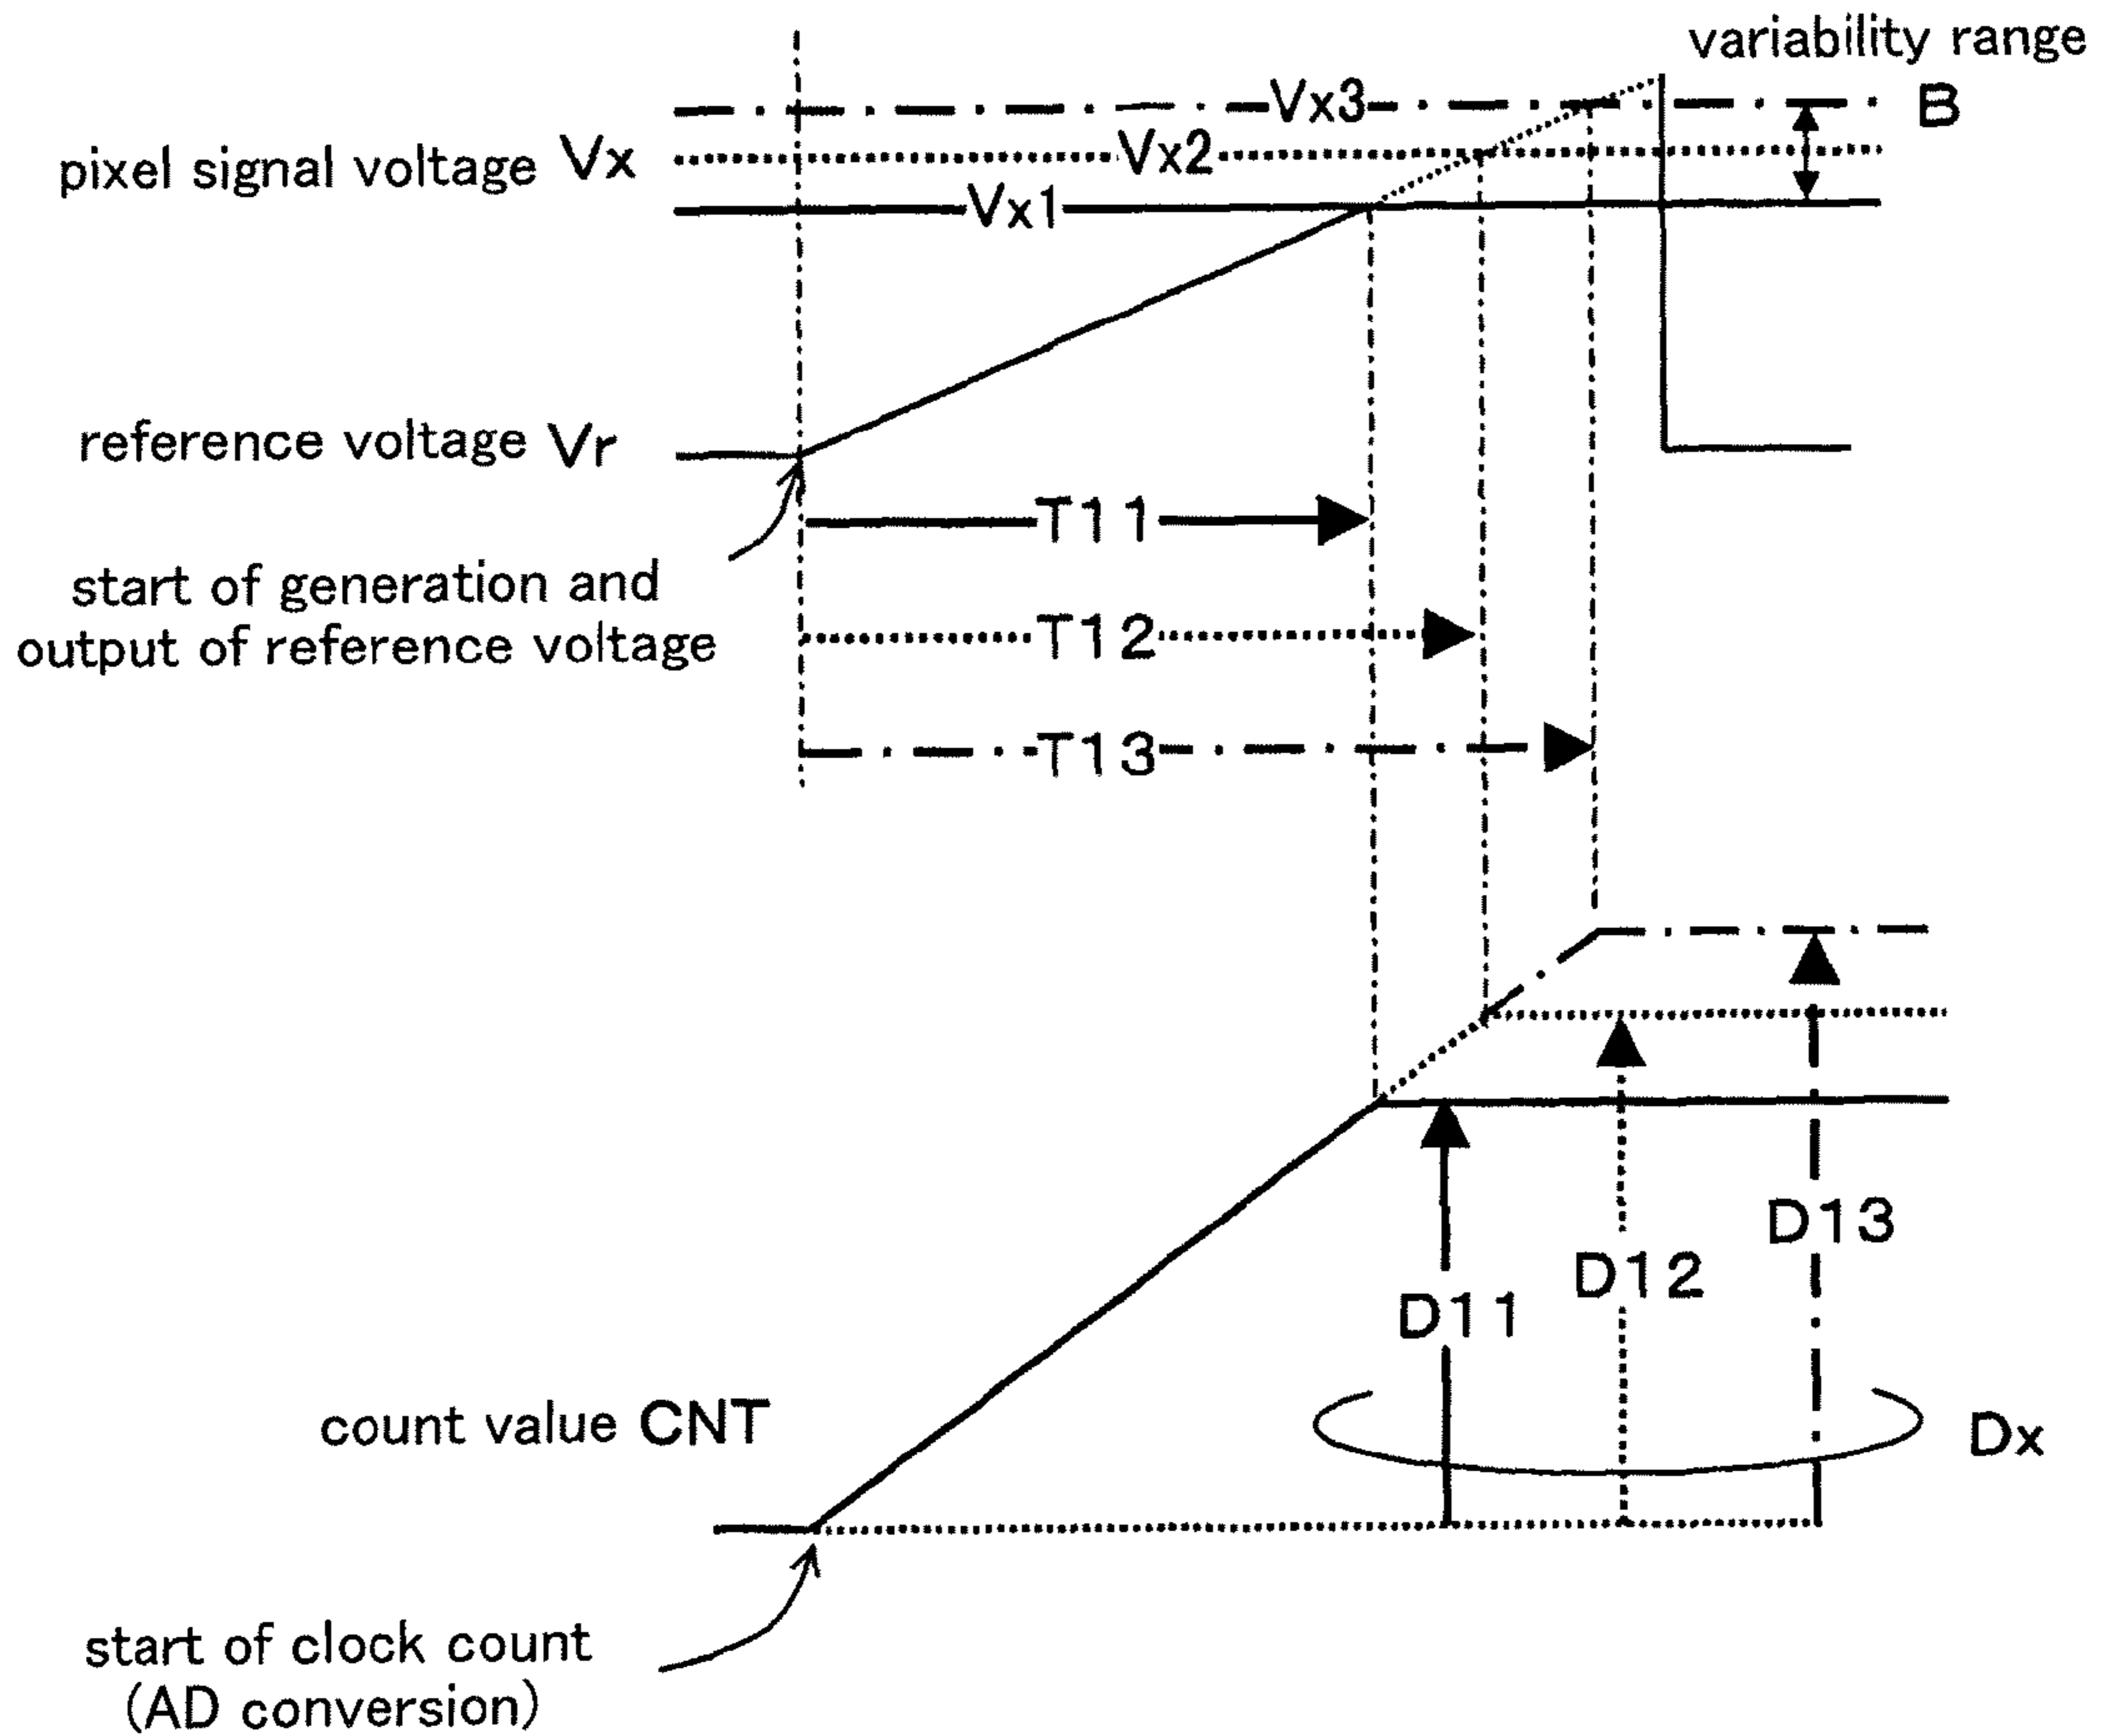 variability range
B
Vx3
pixel signal voltage Vx
Vx2
Vx1
reference voltage Vr
T11
start of generation and
output of reference voltage
T12
T13
D13
D12
D11
count value CNT
Dx
start of clock count
(AD conversion)